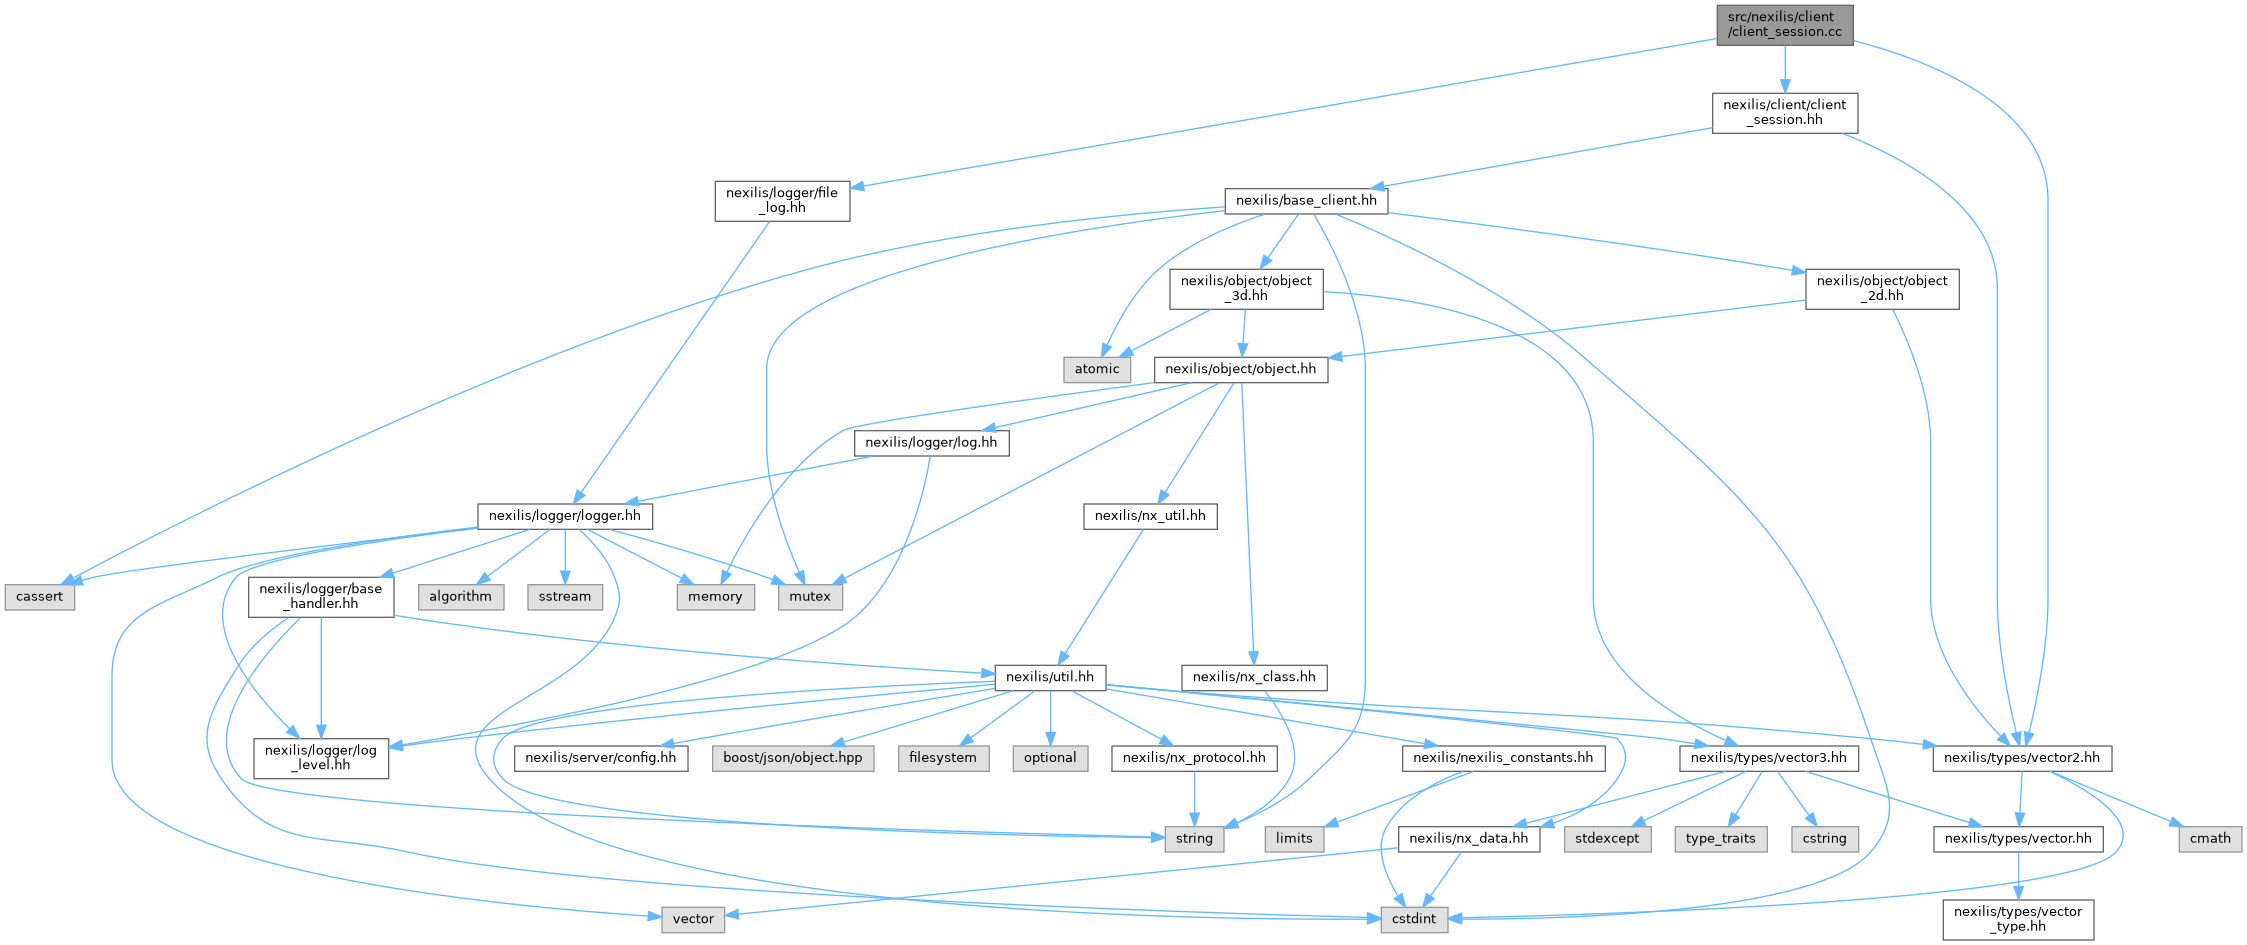 src/nexilis/client
/client_session.cc
nexilis/client/client
_session.hh
nexilis/logger/file
_log.hh
nexilis/base_client.hh
nexilis/object/object
_3d.hh
nexilis/object/object
_2d.hh
atomic
nexilis/object/object.hh
nexilis/logger/log.hh
nexilis/logger/logger.hh
nexilis/nx_util.hh
cassert
nexilis/logger/base
_handler.hh
algorithm
sstream
memory
mutex
nexilis/util.hh
nexilis/nx_class.hh
nexilis/logger/log
_level.hh
nexilis/server/config.hh
boost/json/object.hpp
filesystem
optional
nexilis/nx_protocol.hh
nexilis/nexilis_constants.hh
nexilis/types/vector3.hh
nexilis/types/vector2.hh
string
limits
nexilis/nx_data.hh
stdexcept
type_traits
cstring
nexilis/types/vector.hh
cmath
vector
cstdint
nexilis/types/vector
_type.hh